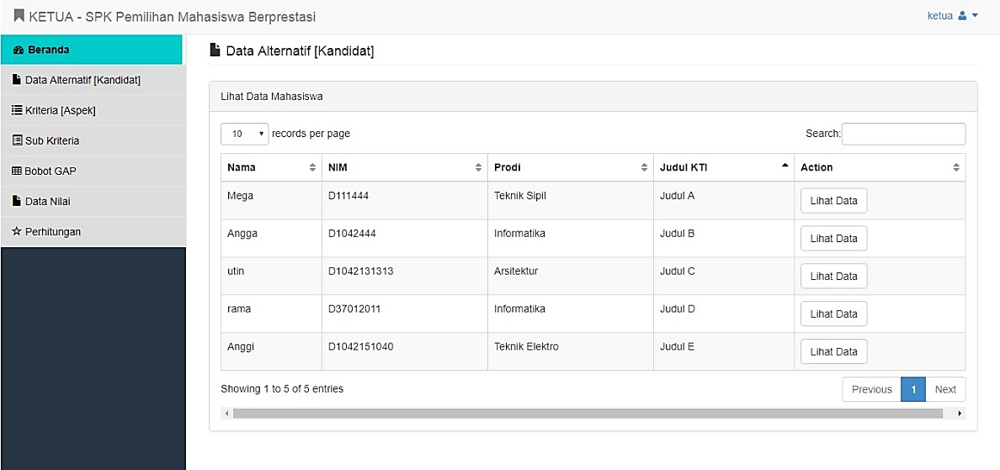 KETUA - SPK Pemilihan Mahasiswa Berprestasi
ketua
Beranda
Data Alternatif [Kandidat]
Kriteria [Aspek]
Sub Kriteria
Bobot GAP
Data Nilai
Perhitungan
Data Alternatif [Kandidat]
Lihat Data Mahasiswa
10 records per page
Search:
Nama NIM Prodi Judul KTI Action
Mega D111444 Teknik Sipil Judul A Lihat Data
Angga D1042444 Informatika Judul B Lihat Data
utin D1042131313 Arsitektur Judul C Lihat Data
rama D37012011 Informatika Judul D Lihat Data
Anggi D1042151040 Teknik Elektro Judul E Lihat Data
Showing 1 to 5 of 5 entries
Previous 1 Next